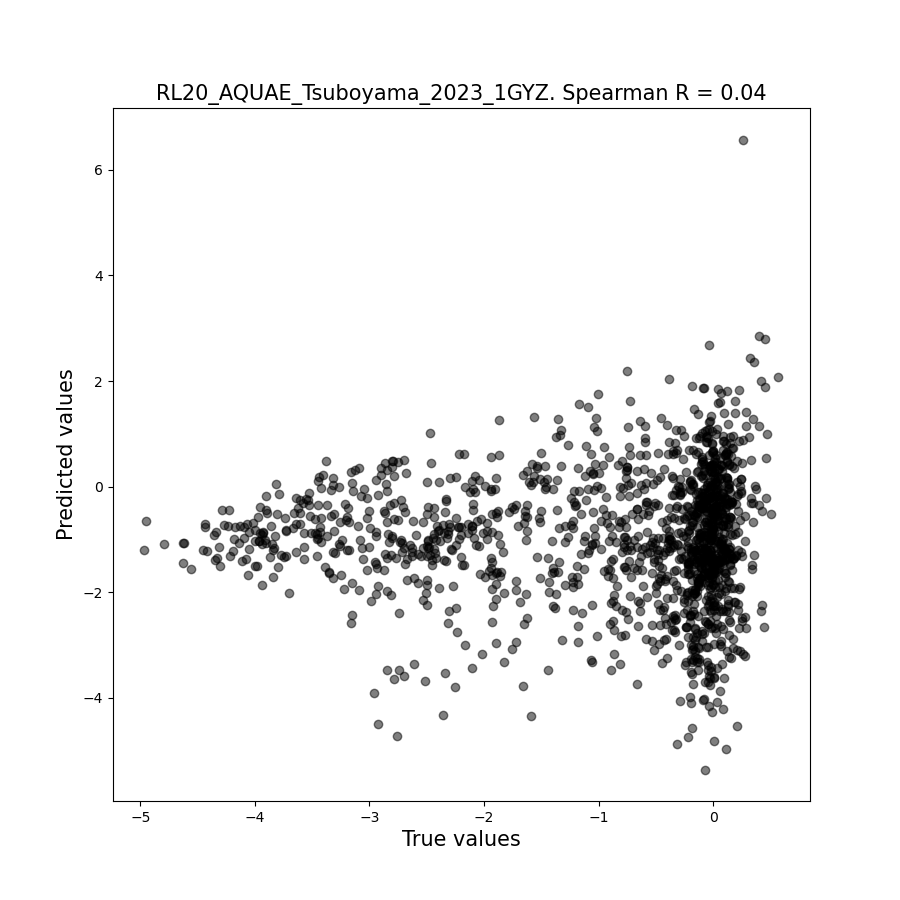 RL20_AQUAE_Tsuboyama_2023_1GYZ. Spearman R = 0.04
6
4
2
0
−2
−4
Predicted values
−5 −4 −3 −2 −1 0
True values